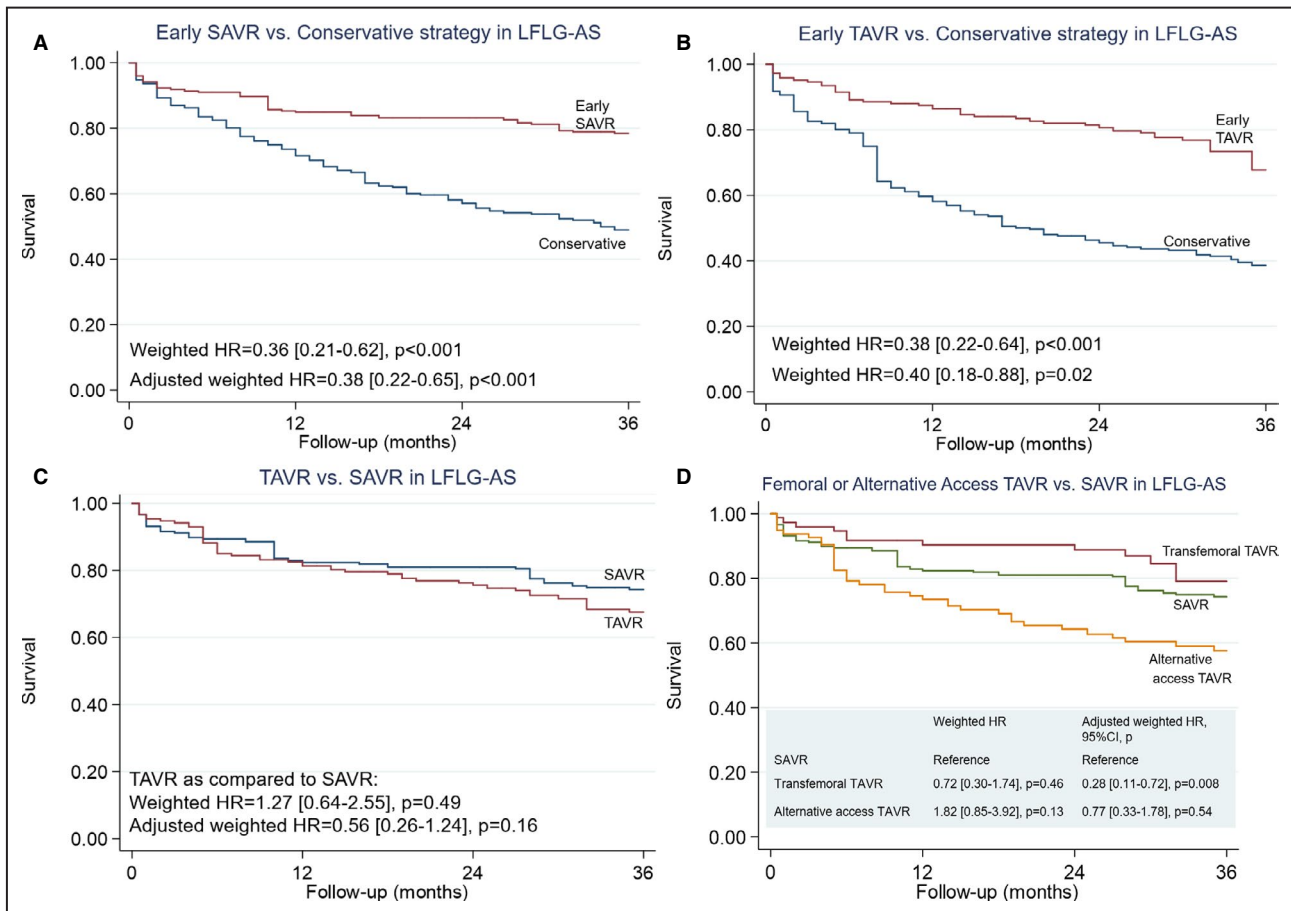 A
Early SAVR vs. Conservative strategy in LFLG-AS
1.00
0.80
0.60
0.40
0.20
0.00
Survival
Early
SAVR
Conservative
Weighted HR=0.36 [0.21-0.62], p<0.001
Adjusted weighted HR=0.38 [0.22-0.65], p<0.001
0
12
24
36
Follow-up (months)
B
Early TAVR vs. Conservative strategy in LFLG-AS
1.00
0.80
0.60
0.40
0.20
0.00
Survival
Early
TAVR
Conservative
Weighted HR=0.38 [0.22-0.64], p<0.001
Weighted HR=0.40 [0.18-0.88], p=0.02
0
12
24
36
Follow-up (months)
C
TAVR vs. SAVR in LFLG-AS
1.00
0.80
0.60
0.40
0.20
0.00
Survival
SAVR
TAVR
TAVR as compared to SAVR:
Weighted HR=1.27 [0.64-2.55], p=0.49
Adjusted weighted HR=0.56 [0.26-1.24], p=0.16
0
12
24
36
Follow-up (months)
D
Femoral or Alternative Access TAVR vs. SAVR in LFLG-AS
1.00
0.80
0.60
0.40
0.20
0.00
Survival
Transfemoral TAVR
SAVR
Alternative
access TAVR
Weighted HR
Adjusted weighted HR,
95%CI, p
SAVR Reference Reference
Transfemoral TAVR 0.72 [0.30-1.74], p=0.46 0.28 [0.11-0.72], p=0.008
Alternative access TAVR 1.82 [0.85-3.92], p=0.13 0.77 [0.33-1.78], p=0.54
0
12
24
36
Follow-up (months)